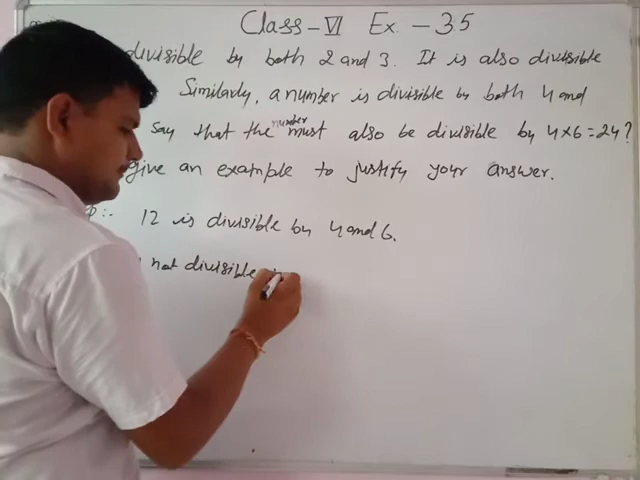 Class-VI Ex. - 3.5
divisible by both 2 and 3. It is also divisible
Similarly, a number is divisible by both 4 and
Say that the number must also be divisible by 4×6=24?
give an example to justify your answer.
12 is divisible by 4 and 6.
not divisible